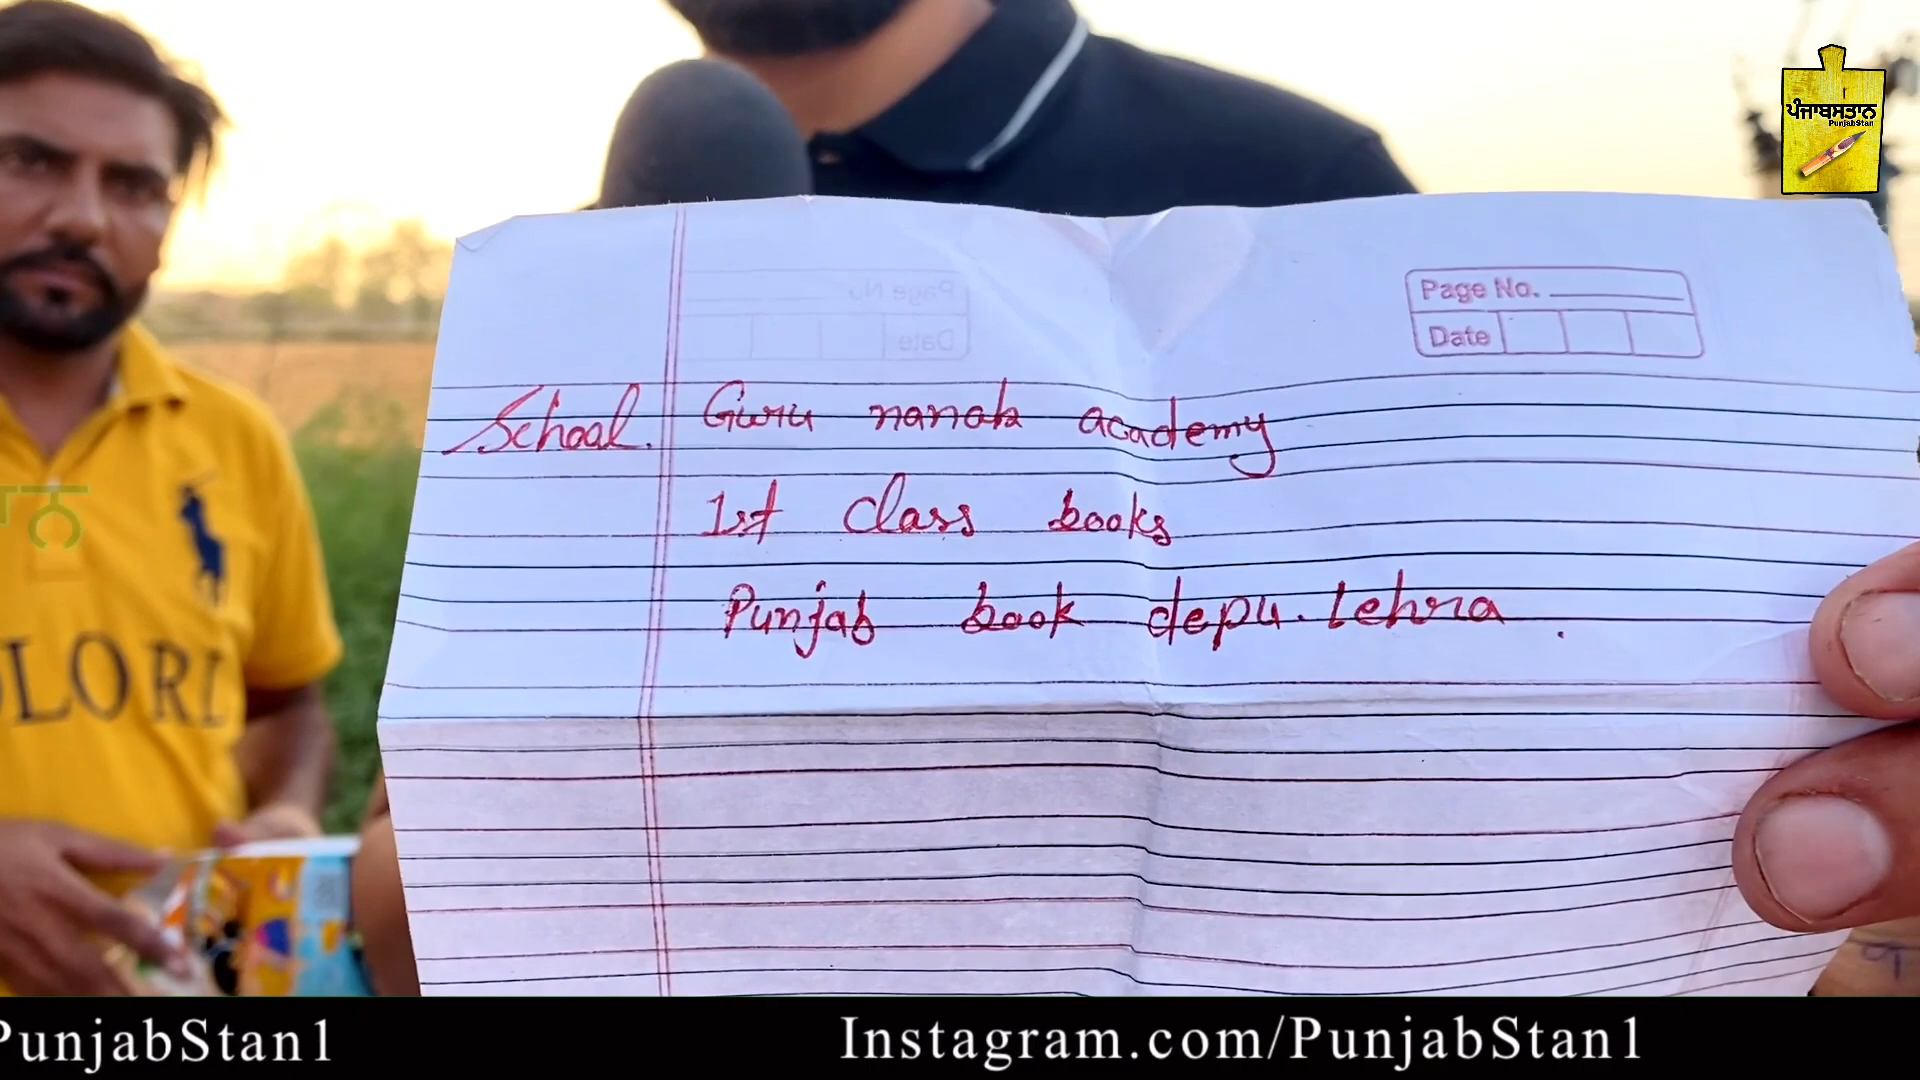 ਪੰਜਾਬਸਤਾਨ
PunjabStan
Page No.
Date
School. Guru nanak academy
1st class books
Punjab book depu. Lehra.
PunjabStan1
Instagram.com/PunjabStan1